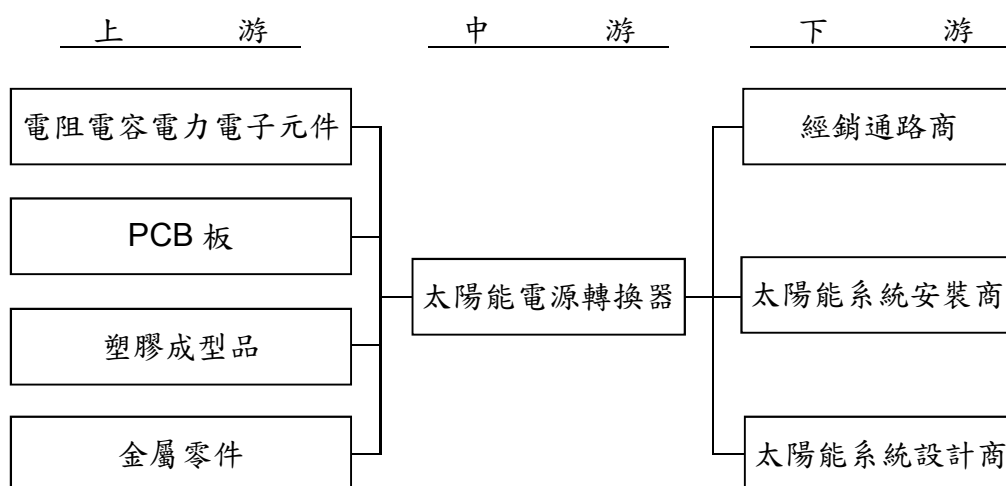 上游
中游
下游
電阻電容電力電子元件
PCB 板
塑膠成型品
金屬零件
太陽能電源轉換器
經銷通路商
太陽能系統安裝商
太陽能系統設計商